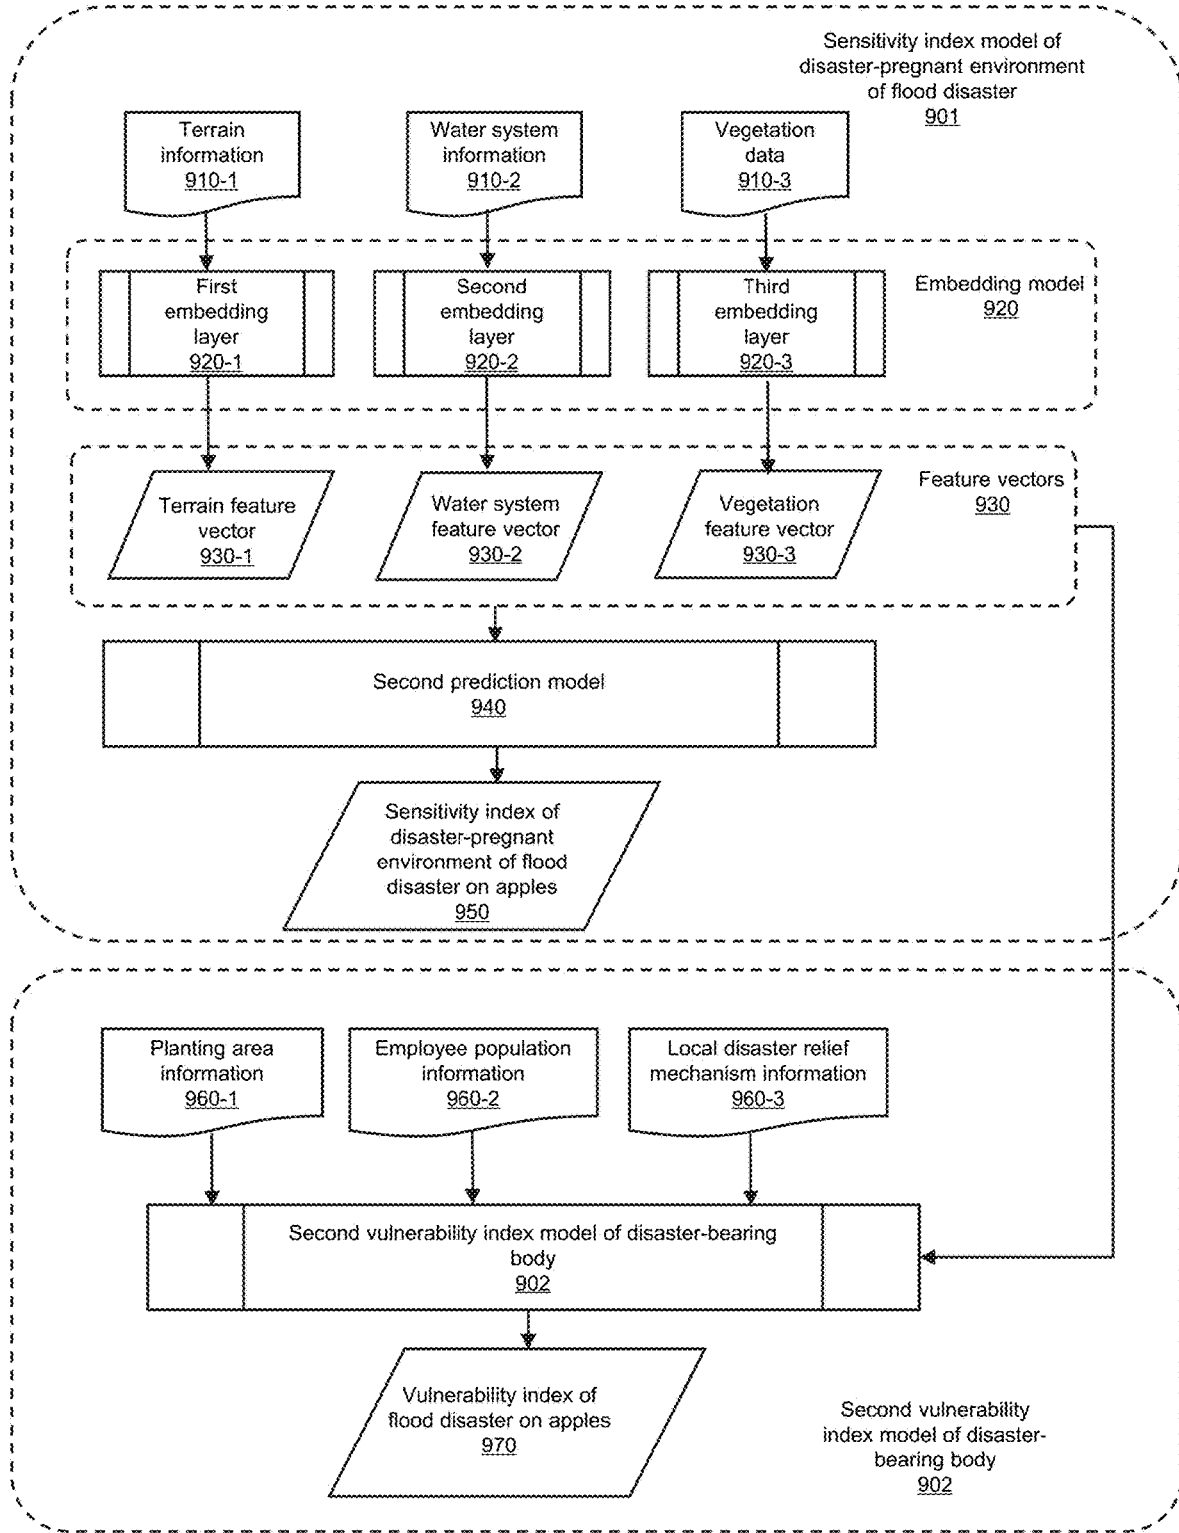 Sensitivity index model of
disaster-pregnant environment
of flood disaster
901
Terrain
information
910-1
Water system
information
910-2
Vegetation
data
910-3
First
embedding
layer
920-1
Second
embedding
layer
920-2
Third
embedding
layer
920-3
Embedding model
920
Terrain feature
vector
930-1
Water system
feature vector
930-2
Vegetation
feature vector
930-3
Feature vectors
930
Second prediction model
940
Sensitivity index of
disaster-pregnant
environment of flood
disaster on apples
950
Planting area
information
960-1
Employee population
information
960-2
Local disaster relief
mechanism information
960-3
Second vulnerability index model of disaster-bearing
body
902
Vulnerability index of
flood disaster on apples
970
Second vulnerability
index model of disaster-
bearing body
902